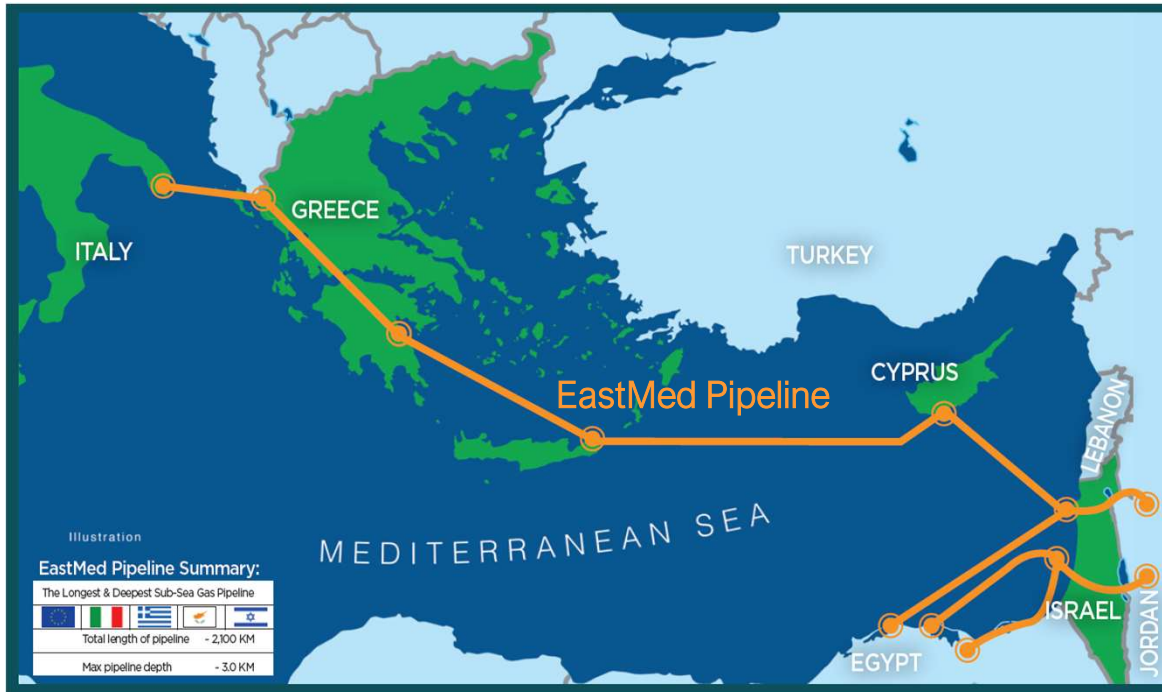 ITALY
GREECE
TURKEY
CYPRUS
EastMed Pipeline
LEBANON
MEDITERRANEAN SEA
ISRAEL
JORDAN
EGYPT
Illustration
EastMed Pipeline Summary:
The Longest & Deepest Sub-Sea Gas Pipeline
Total length of pipeline - 2,100 KM
Max pipeline depth - 3.0 KM